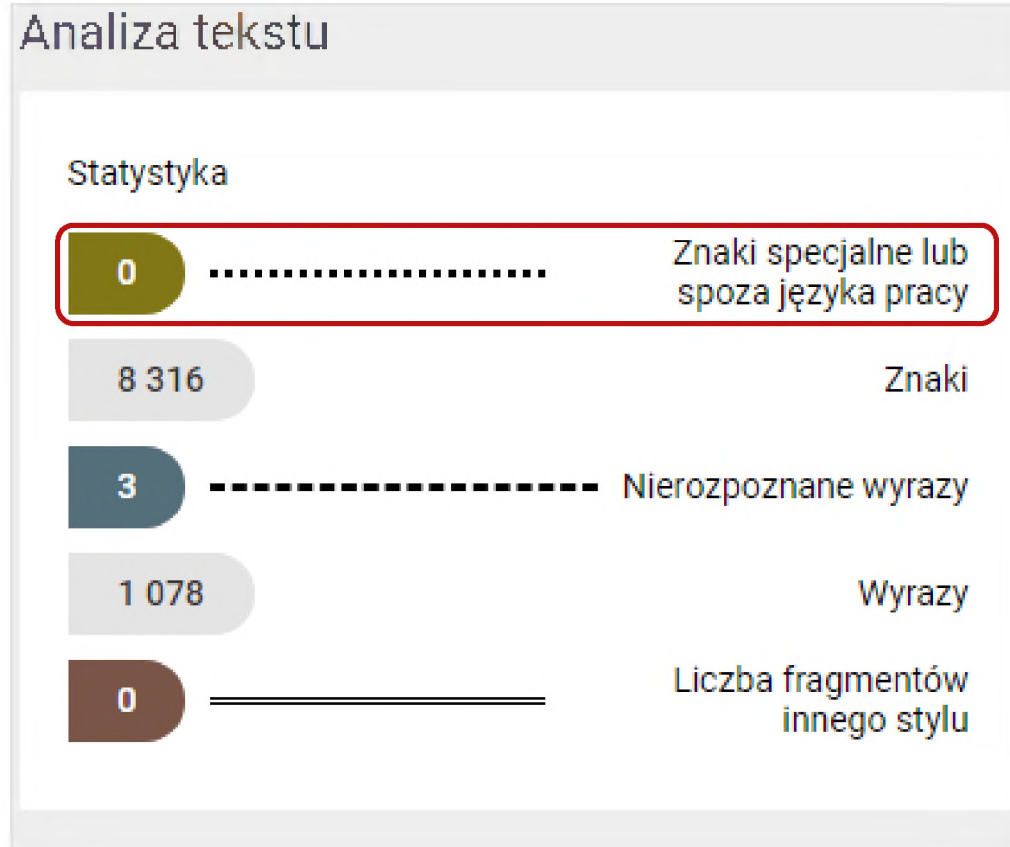 Analiza tekstu
Statystyka
0 Znaki specjalne lub
spoza języka pracy
8 316 Znaki
3 Nierozpoznane wyrazy
1 078 Wyrazy
0 Liczba fragmentów
innego stylu